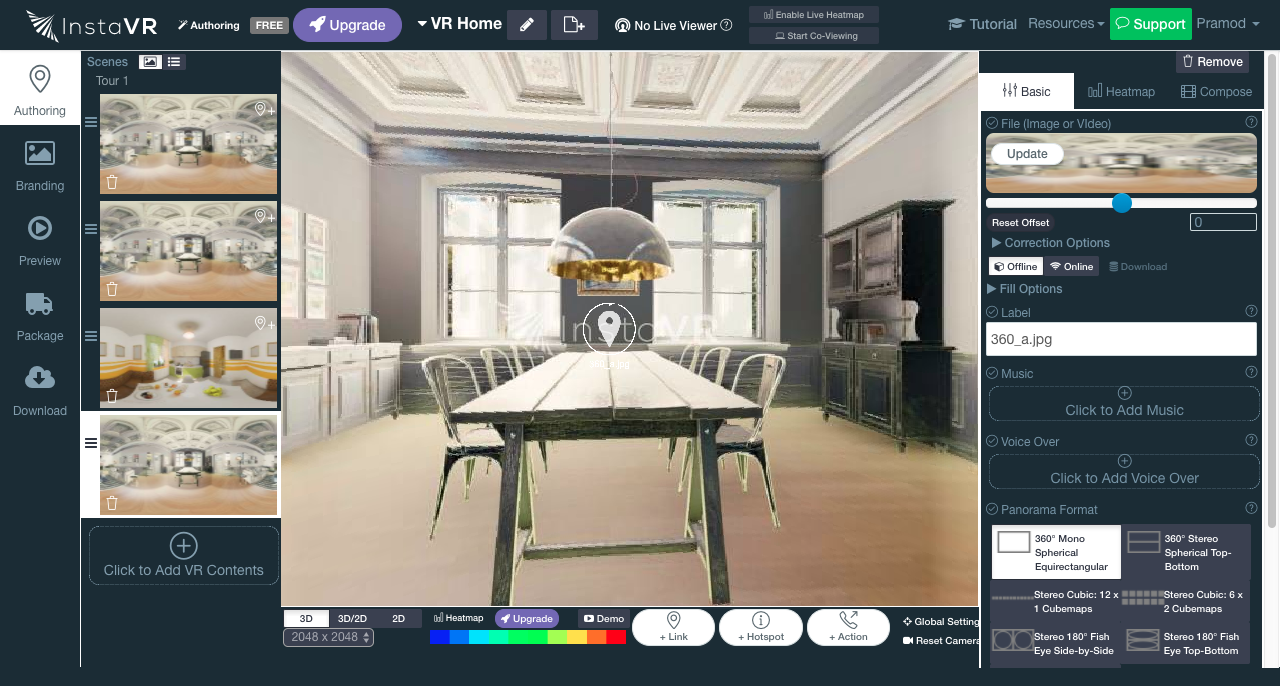 InstaVR
Authoring
FREE
Upgrade
VR Home
No Live Viewer
Enable Live Heatmap
Start Co-Viewing
Tutorial
Resources
Support
Pramod
Authoring
Branding
Preview
Package
Download
Scenes
Tour 1
Click to Add VR Contents
InstaVR
3D
3D/2D
2D
2048 x 2048
Heatmap
Upgrade
Demo
+ Link
+ Hotspot
+ Action
Global Setting
Reset Camera
Remove
Basic
Heatmap
Compose
File (Image or VIdeo)
Update
Reset Offset
0
Correction Options
Offline
Online
Download
Fill Options
Label
360_a.jpg
Music
Click to Add Music
Voice Over
Click to Add Voice Over
Panorama Format
360° Mono
Spherical
Equirectangular
360° Stereo
Spherical Top-
Bottom
Stereo Cubic: 12 x
1 Cubemaps
Stereo Cubic: 6 x
2 Cubemaps
Stereo 180° Fish
Eye Side-by-Side
Stereo 180° Fish
Eye Top-Bottom